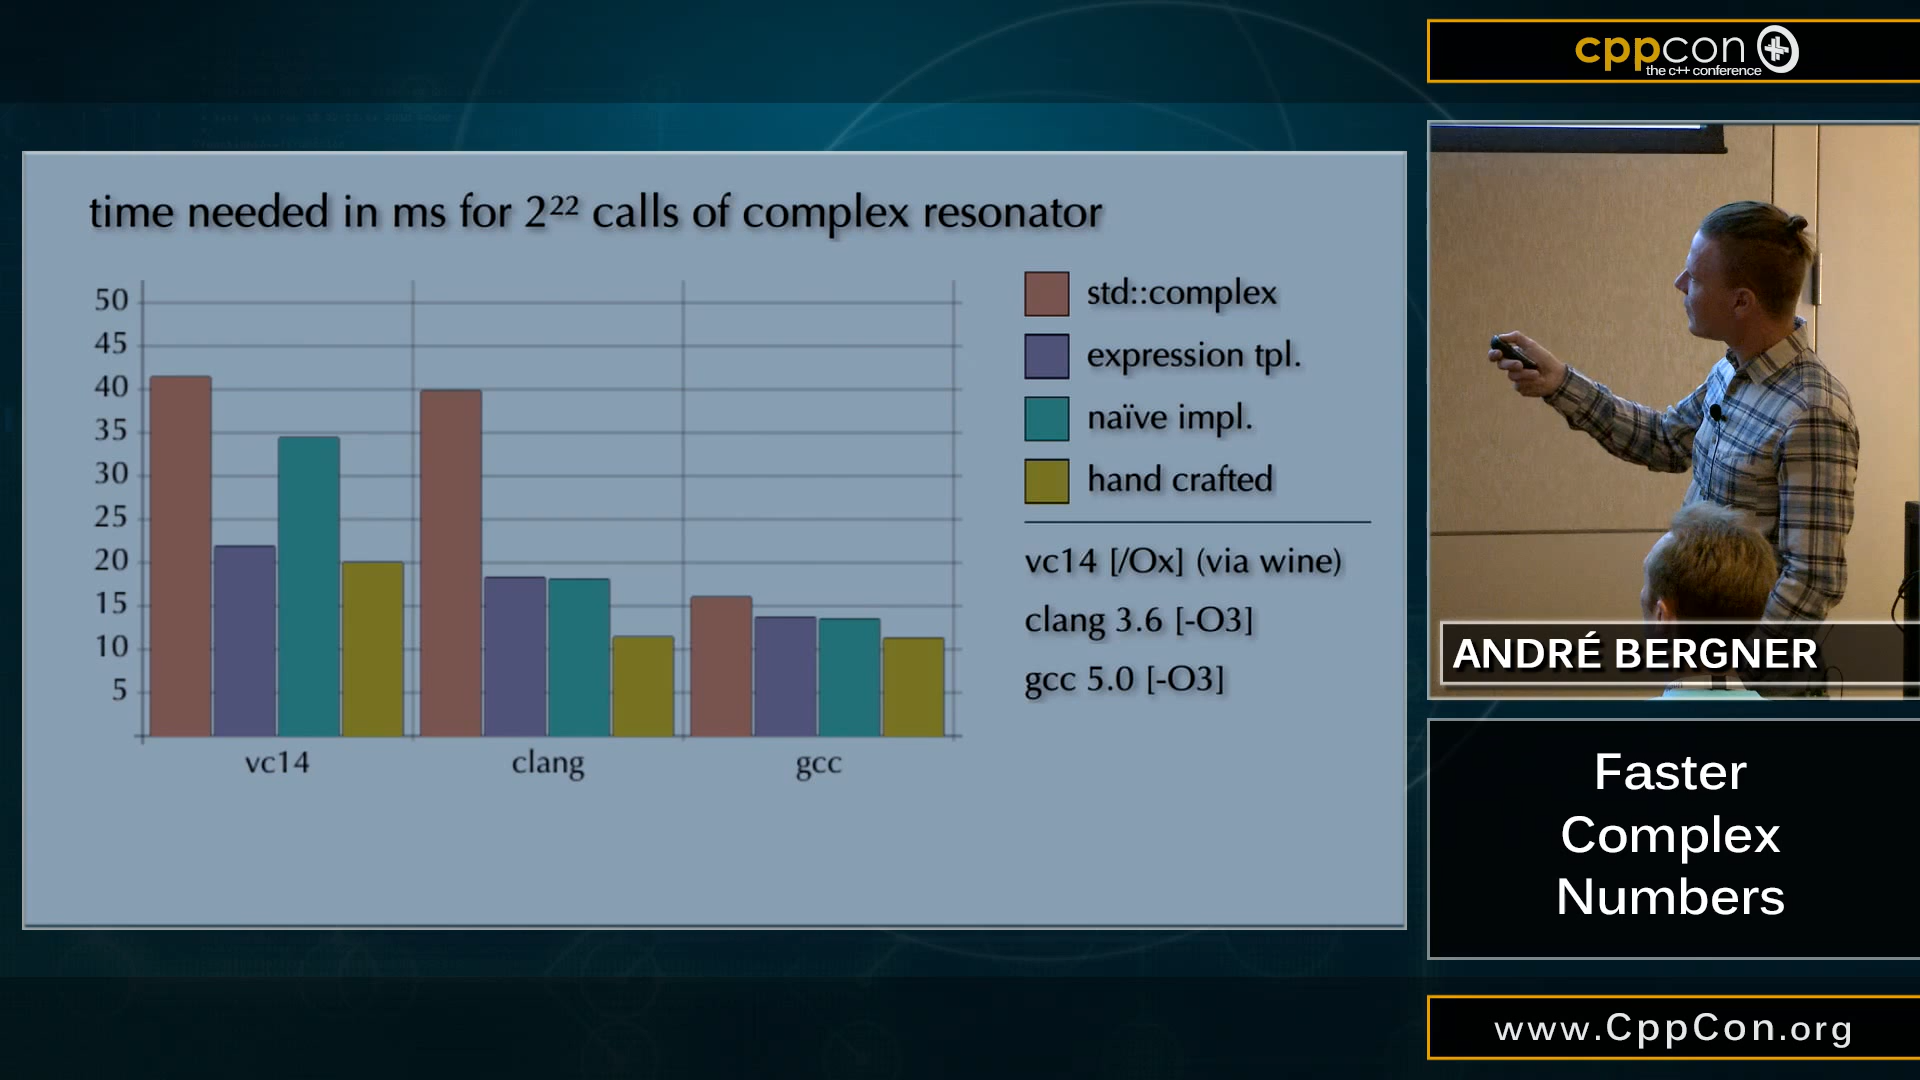 cppcon
the c++ conference
time needed in ms for 2²² calls of complex resonator
50
45
40
35
30
25
20
15
10
5
vc14
clang
gcc
std::complex
expression tpl.
naïve impl.
hand crafted
vc14 [/Ox] (via wine)
clang 3.6 [-O3]
gcc 5.0 [-O3]
ANDRÉ BERGNER
Faster
Complex
Numbers
www.CppCon.org